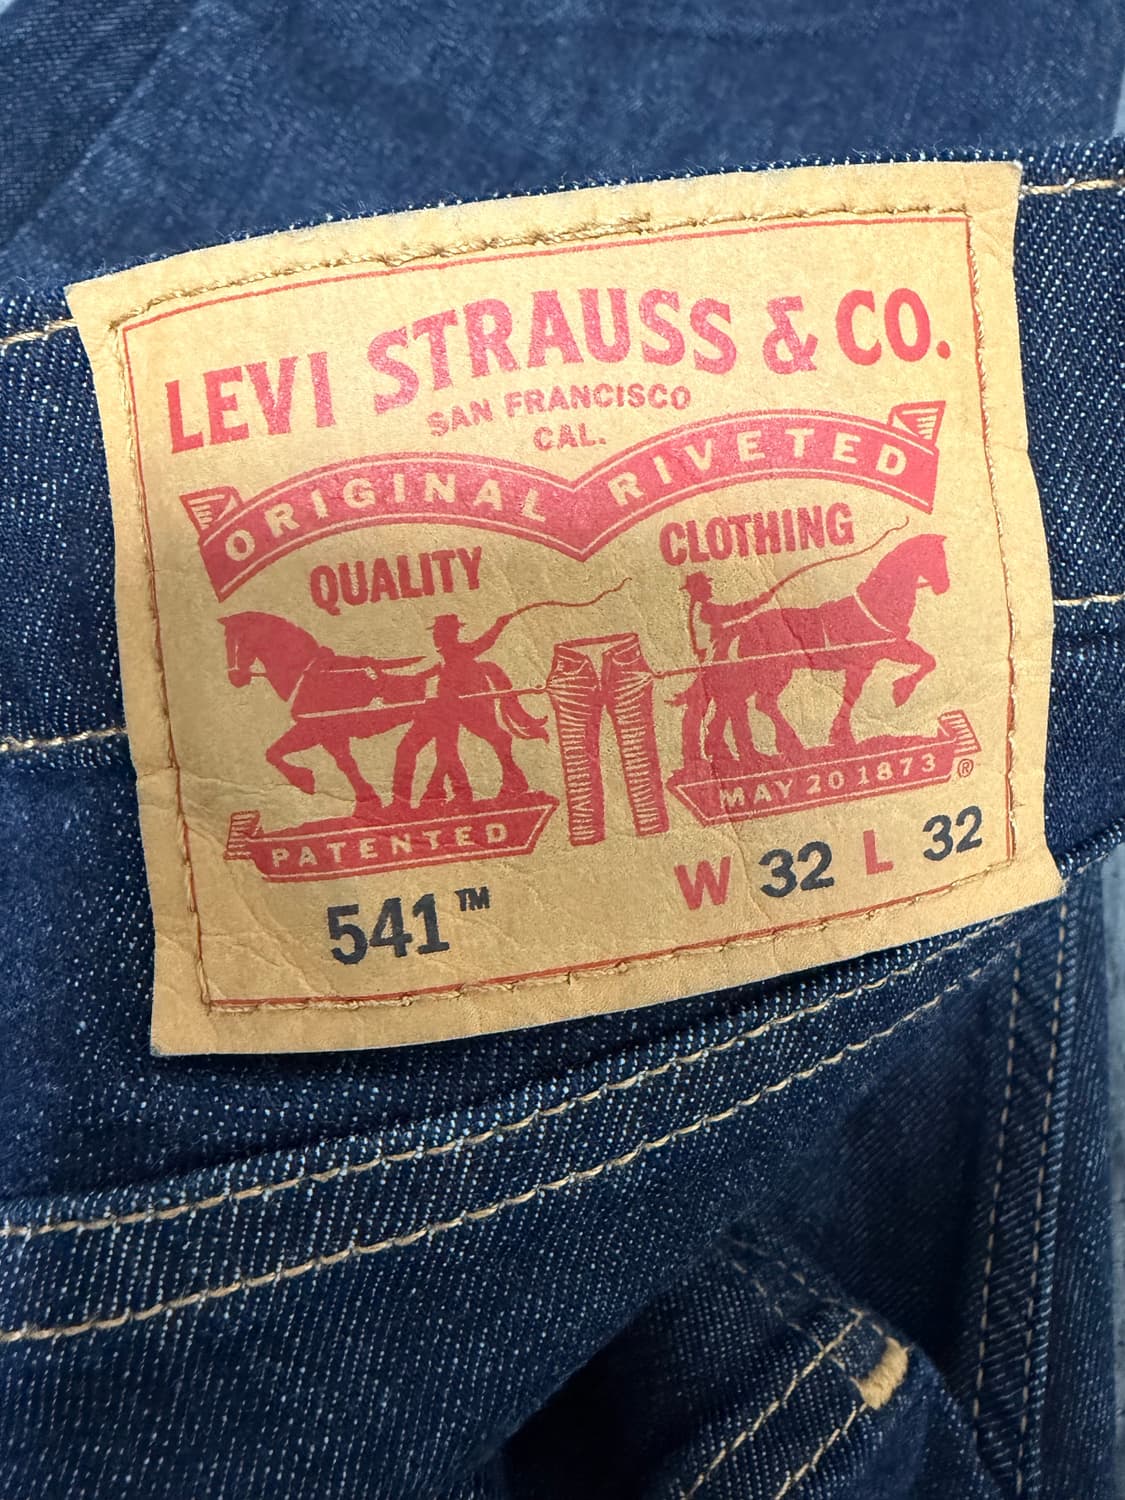 LEVI STRAUSS & CO.
SAN FRANCISCO
CAL.
ORIGINAL RIVETED
QUALITY CLOTHING
PATENTED MAY 20 1873 ®
541™ W 32 L 32